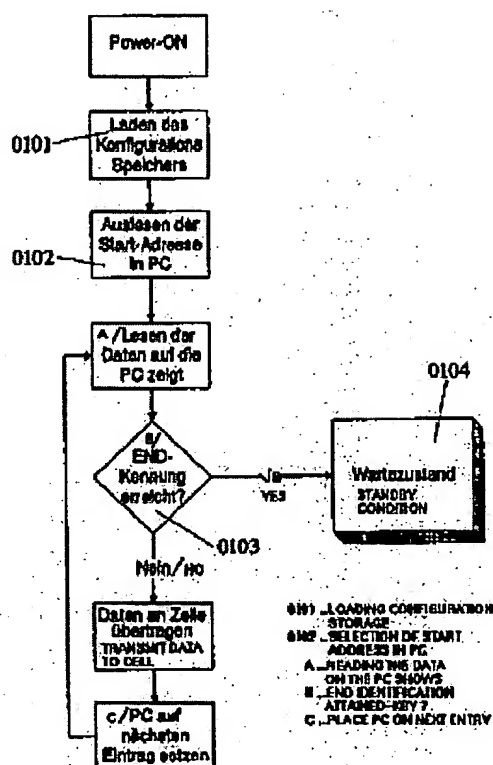 Power-ON
0101
Laden des
Konfigurations
Speichers
Auslesen der
Start-Adresse
in PC
0102
A/Lesen der
Daten auf die
PC zeigt
0104
B/
END-
Kennung
erreicht?
Ja
YES
Wartezustand
STANDBY
CONDITION
0103
Nein/NO
Daten an Zelle
übertragen
TRANSMIT DATA
TO CELL
C/PC auf
nächsten
Eintrag setzen
0101...LOADING CONFIGURATION
STORAGE
0102...SELECTION OF START
ADDRESS IN PC
A...READING THE DATA
ON THE PC SHOWS
B...END IDENTIFICATION
ATTAINED-KEY ?
C...PLACE PC ON NEXT ENTRY